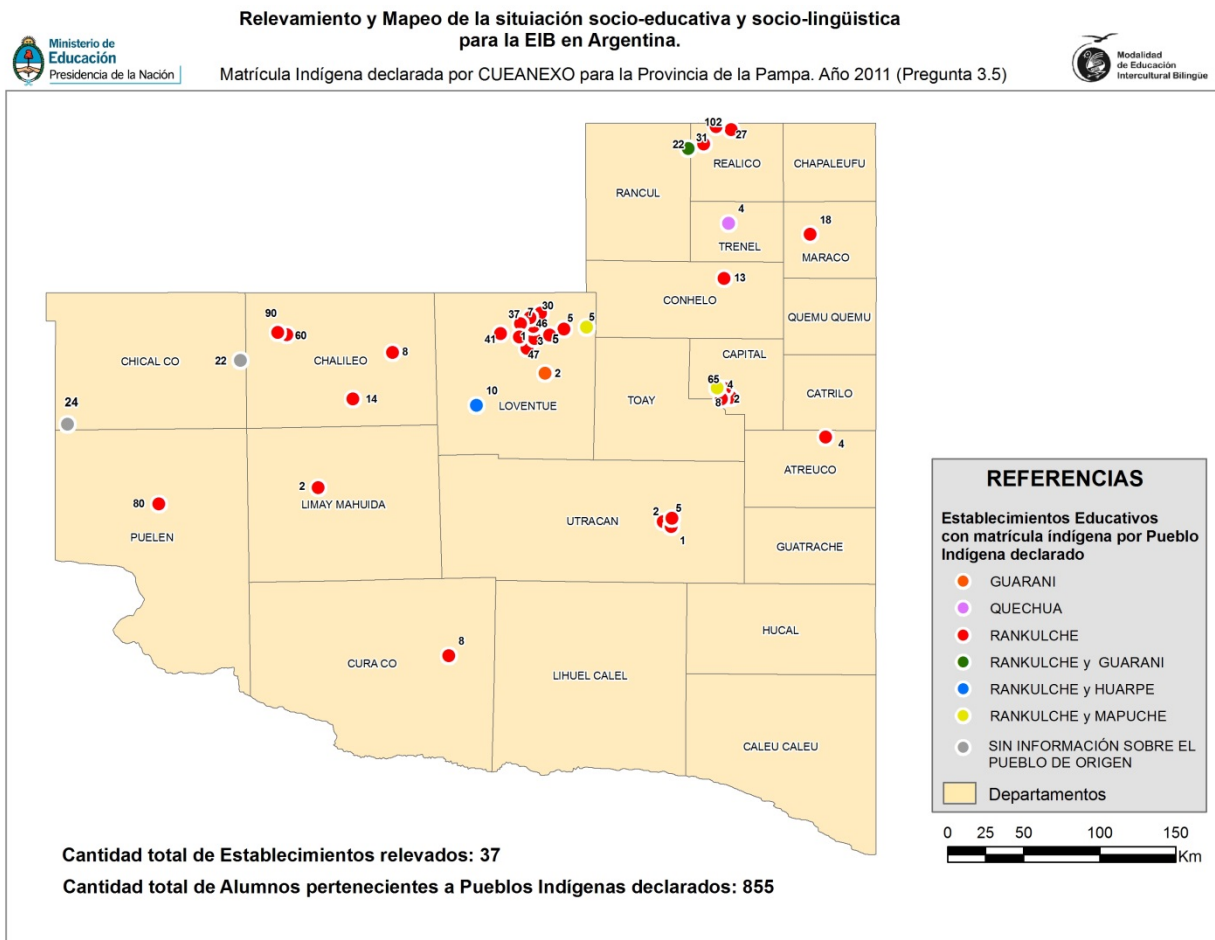 Relevamiento y Mapeo de la situiación socio-educativa y socio-lingüistica
para la EIB en Argentina.
Ministerio de
Educación
Presidencia de la Nación
Matrícula Indígena declarada por CUEANEXO para la Provincia de la Pampa. Año 2011 (Pregunta 3.5)
Modalidad
de Educación
Intercultural Bilingüe
102
27
31
22
REALICO
CHAPALEUFU
RANCUL
4
TRENEL
18
MARACO
13
CONHELO
QUEMU QUEMU
90
60
CHALILEO
8
14
CHICAL CO
22
24
37
7
30
46
5
5
41
1
3
5
47
2
10
LOVENTUE
CAPITAL
65
4
8
2
TOAY
CATRILO
4
ATREUCO
80
PUELEN
2
LIMAY MAHUIDA
UTRACAN
2
5
1
GUATRACHE
8
CURA CO
LIHUEL CALEL
HUCAL
CALEU CALEU
REFERENCIAS
Establecimientos Educativos
con matrícula indígena por Pueblo
Indígena declarado
GUARANI
QUECHUA
RANKULCHE
RANKULCHE y GUARANI
RANKULCHE y HUARPE
RANKULCHE y MAPUCHE
SIN INFORMACIÓN SOBRE EL
PUEBLO DE ORIGEN
Departamentos
0 25 50 100 150
Km
Cantidad total de Establecimientos relevados: 37
Cantidad total de Alumnos pertenecientes a Pueblos Indígenas declarados: 855